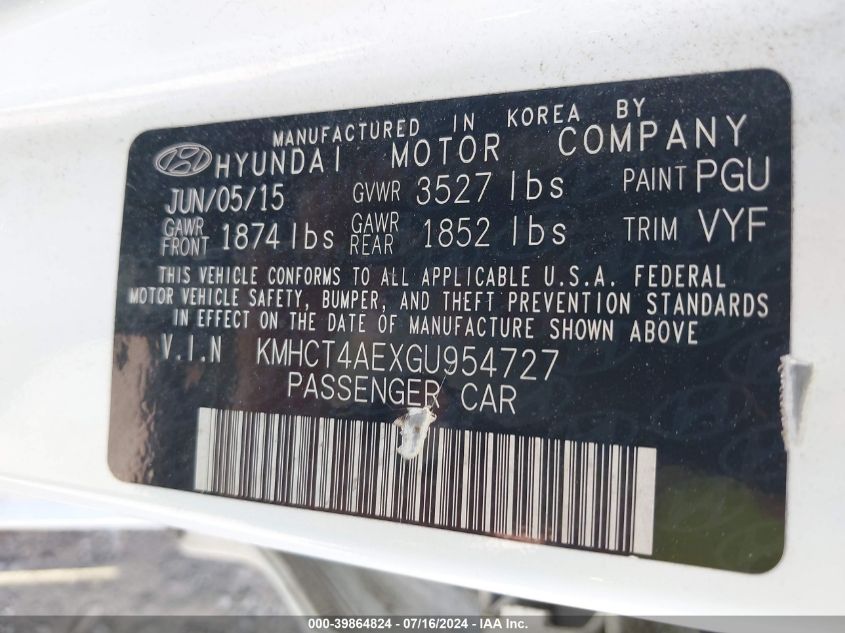 MANUFACTURED IN KOREA BY
HYUNDAI MOTOR COMPANY
JUN/05/15 GVWR 3527 lbs PAINT PGU
GAWR FRONT 1874 lbs GAWR REAR 1852 lbs TRIM VYF
THIS VEHICLE CONFORMS TO ALL APPLICABLE U.S.A. FEDERAL
MOTOR VEHICLE SAFETY, BUMPER, AND THEFT PREVENTION STANDARDS
IN EFFECT ON THE DATE OF MANUFACTURE SHOWN ABOVE
V.I.N KMHCT4AEXGU954727
PASSENGER CAR
000-39864824 | 07/16/2024 | IAA Inc.